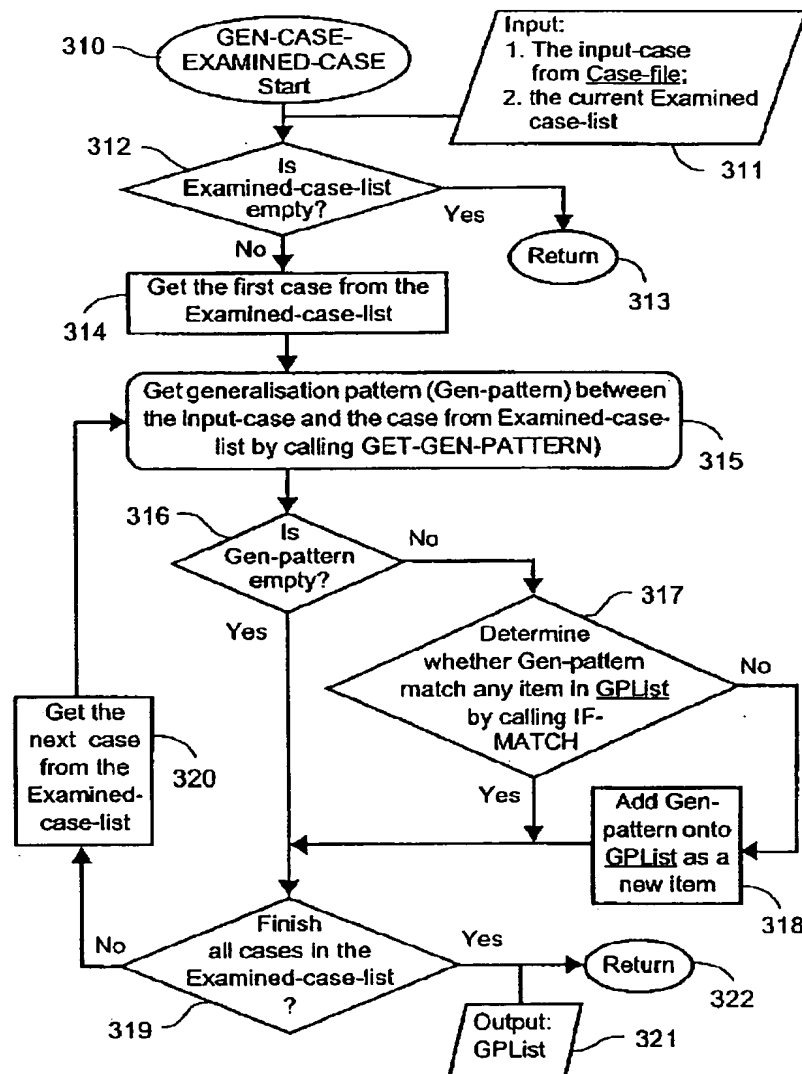 310
GEN-CASE-
EXAMINED-CASE
Start
Input:
1. The input-case
from Case-file;
2. the current Examined
case-list
311
312
Is
Examined-case-list
empty?
Yes
No
Return
313
Get the first case from the
Examined-case-list
314
Get generalisation pattern (Gen-pattern) between
the input-case and the case from Examined-case-
list by calling GET-GEN-PATTERN)
315
316
Is
Gen-pattern
empty?
No
Yes
317
Determine
whether Gen-pattern
match any item in GPList
by calling IF-
MATCH
No
Yes
Add Gen-
pattern onto
GPList as a
new item
318
Get the
next case
from the
Examined-
case-list
320
Finish
all cases in the
Examined-case-list
?
No
Yes
319
Return
322
Output:
GPList
321